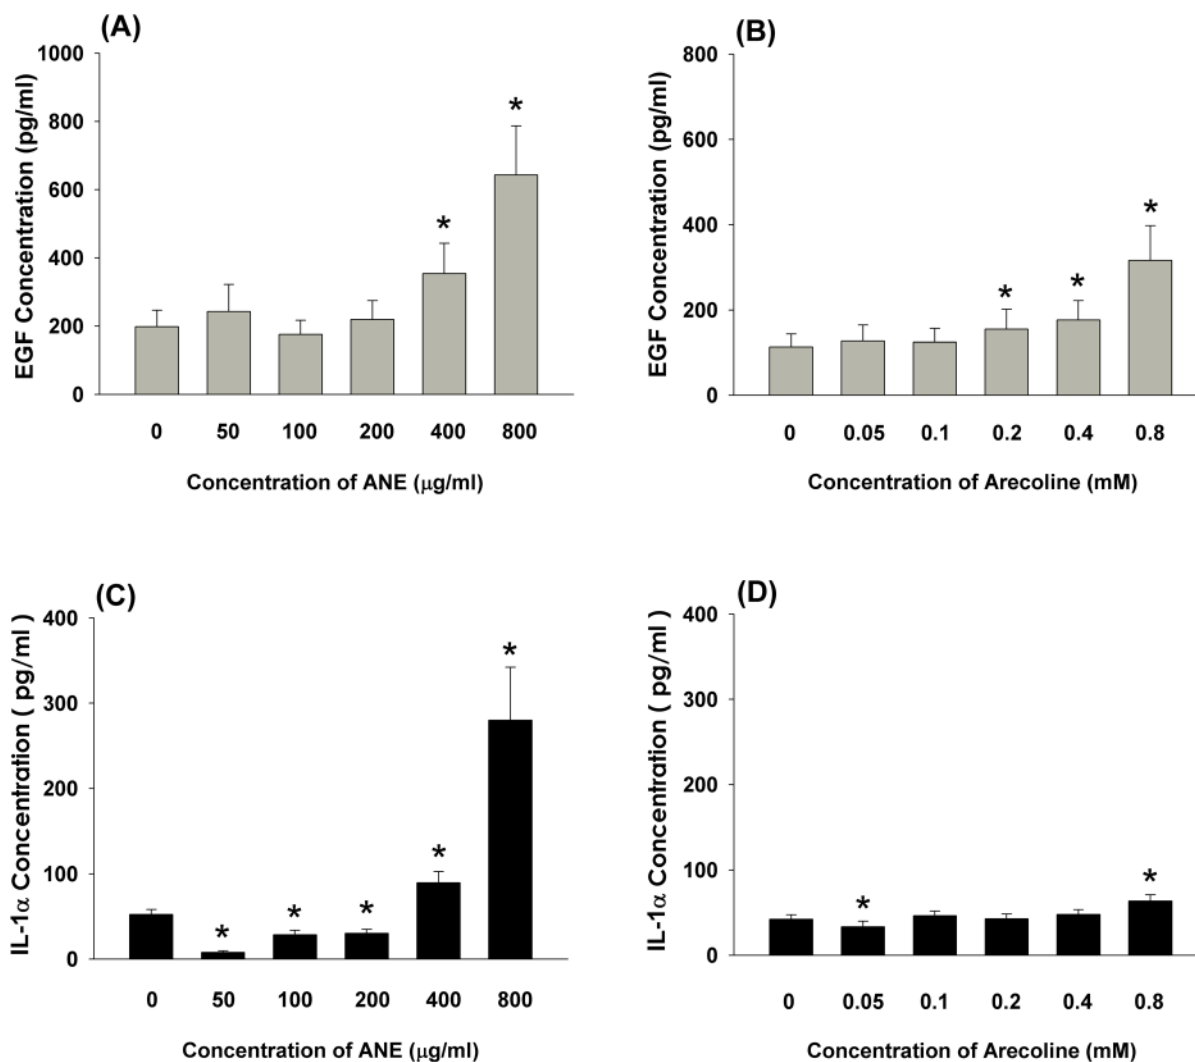 (A)
1000
800
600
400
200
0
EGF Concentration (pg/ml)
*
*
0 50 100 200 400 800
Concentration of ANE (μg/ml)
(B)
800
600
400
200
0
EGF Concentration (pg/ml)
*
*
*
0 0.05 0.1 0.2 0.4 0.8
Concentration of Arecoline (mM)
(C)
400
300
200
100
0
IL-1α Concentration ( pg/ml )
*
*
*
*
*
0 50 100 200 400 800
Concentration of ANE (μg/ml)
(D)
400
300
200
100
0
IL-1α Concentration ( pg/ml )
*
*
0 0.05 0.1 0.2 0.4 0.8
Concentration of Arecoline (mM)